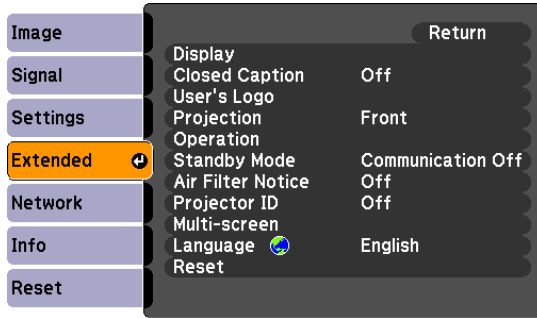 Image
Signal
Settings
Extended
Network
Info
Reset
Return
Display
Closed Caption Off
User's Logo
Projection Front
Operation
Standby Mode Communication Off
Air Filter Notice Off
Projector ID Off
Multi-screen
Language English
Reset